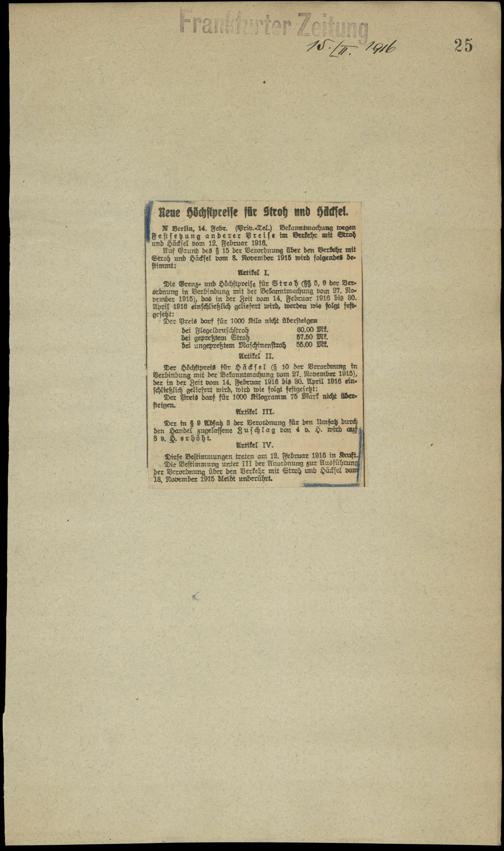 Frankfurter Zeitung
15./II. 1916
25
Neue Höchstpreise für Stroh und Häcksel.
N Berlin, 14. Febr. (Priv.-Tel.) Bekanntmachung wegen
Festsetzung anderer Preise im Verkehr mit Stroh
und Häcksel vom 12. Februar 1916.
Auf Grund des § 15 der Verordnung über den Verkehr mit
Stroh und Häcksel vom 8. November 1915 wird folgendes be-
stimmt:
Artikel I.
Die Grenz- und Höchstpreise für Stroh (§§ 5, 9 der Ver-
ordnung in Verbindung mit der Bekanntmachung vom 27. No-
vember 1915), das in der Zeit vom 14. Februar 1916 bis 30.
April 1916 einschließlich geliefert wird, werden wie folgt fest-
gesetzt:
Der Preis darf für 1000 Kilo nicht übersteigen
bei Flegeldruschstroh 60.00 Mk.
bei gepreßtem Stroh 57.50 Mk.
bei ungepreßtem Maschinenstroh 55.00 Mk.
Artikel II.
Der Höchstpreis für Häcksel (§ 10 der Verordnung in
Verbindung mit der Bekanntmachung vom 27. November 1915),
der in der Zeit vom 14. Februar 1916 bis 30. April 1916 ein-
schließlich geliefert wird, wird wie folgt festgesetzt:
Der Preis darf für 1000 Kilogramm 75 Mark nicht über-
steigen.
Artikel III.
Der in § 9 Absatz 3 der Verordnung für den Umsatz durch
den Handel zugelassene Zuschlag von 4 v. H. wird auf
8 v. H. erhöht.
Artikel IV.
Diese Bestimmungen treten am 12. Februar 1916 in Kraft.
Die Bestimmung unter III der Anordnung zur Ausführung
der Verordnung über den Verkehr mit Stroh und Häcksel vom
18. November 1915 bleibt unberührt.